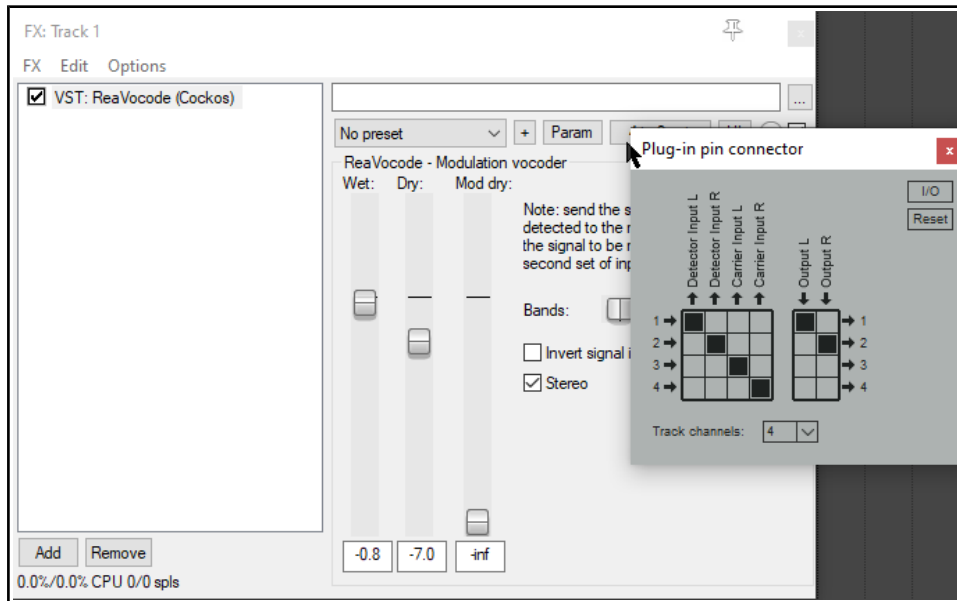 FX: Track 1
x
FX Edit Options
VST: ReaVocode (Cockos)
...
No preset
+
Param
Plug-in pin connector
x
ReaVocode - Modulation vocoder
Wet: Dry: Mod dry:
Note: send the s
detected to the r
the signal to be r
second set of inp
Bands:
Invert signal i
Stereo
-0.8 -7.0 -inf
Add Remove
0.0%/0.0% CPU 0/0 spls
I/O
Reset
Detector Input L
Detector Input R
Carrier Input L
Carrier Input R
Output L
Output R
1 1
2 2
3 3
4 4
Track channels: 4